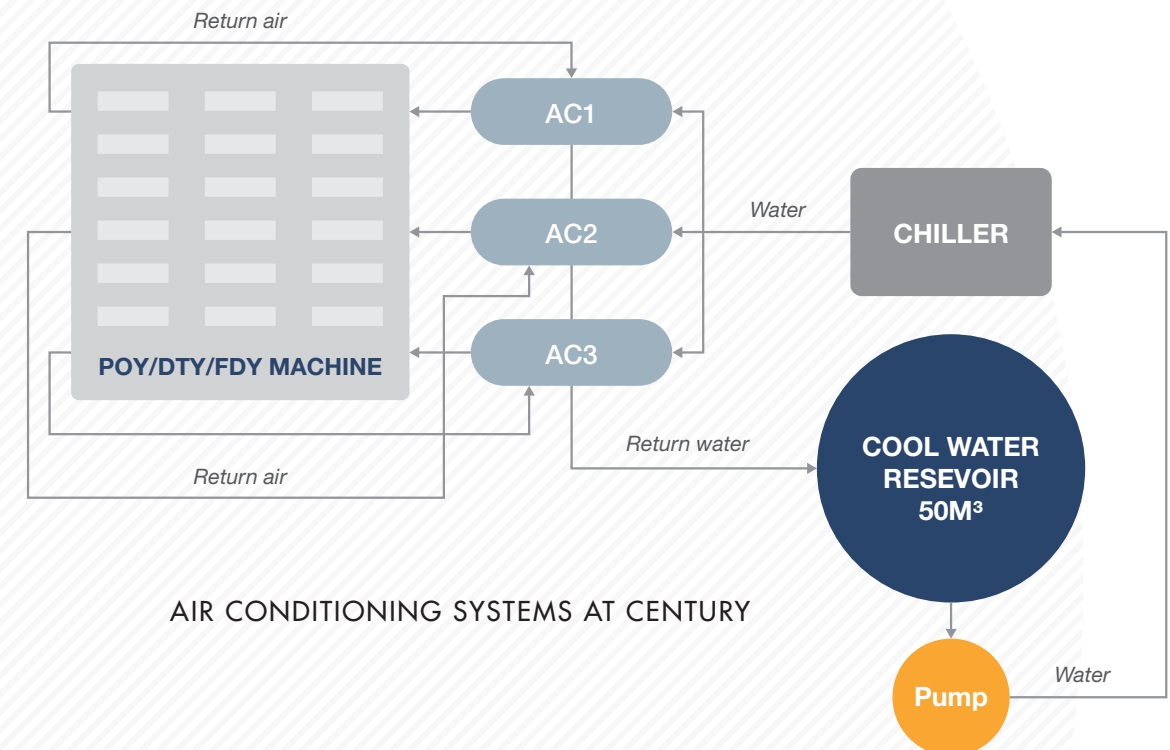 Return air
AC1
AC2
Water
CHILLER
AC3
POY/DTY/FDY MACHINE
Return water
COOL WATER
RESEVOIR
50M³
Return air
AIR CONDITIONING SYSTEMS AT CENTURY
Pump
Water